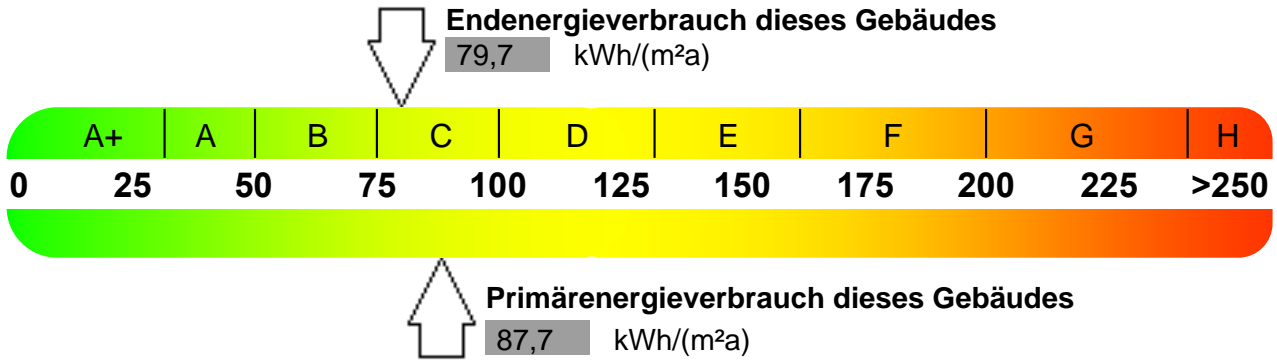 Endenergieverbrauch dieses Gebäudes
79,7 kWh/(m²a)
A+ A B C D E F G H
0 25 50 75 100 125 150 175 200 225 >250
Primärenergieverbrauch dieses Gebäudes
87,7 kWh/(m²a)